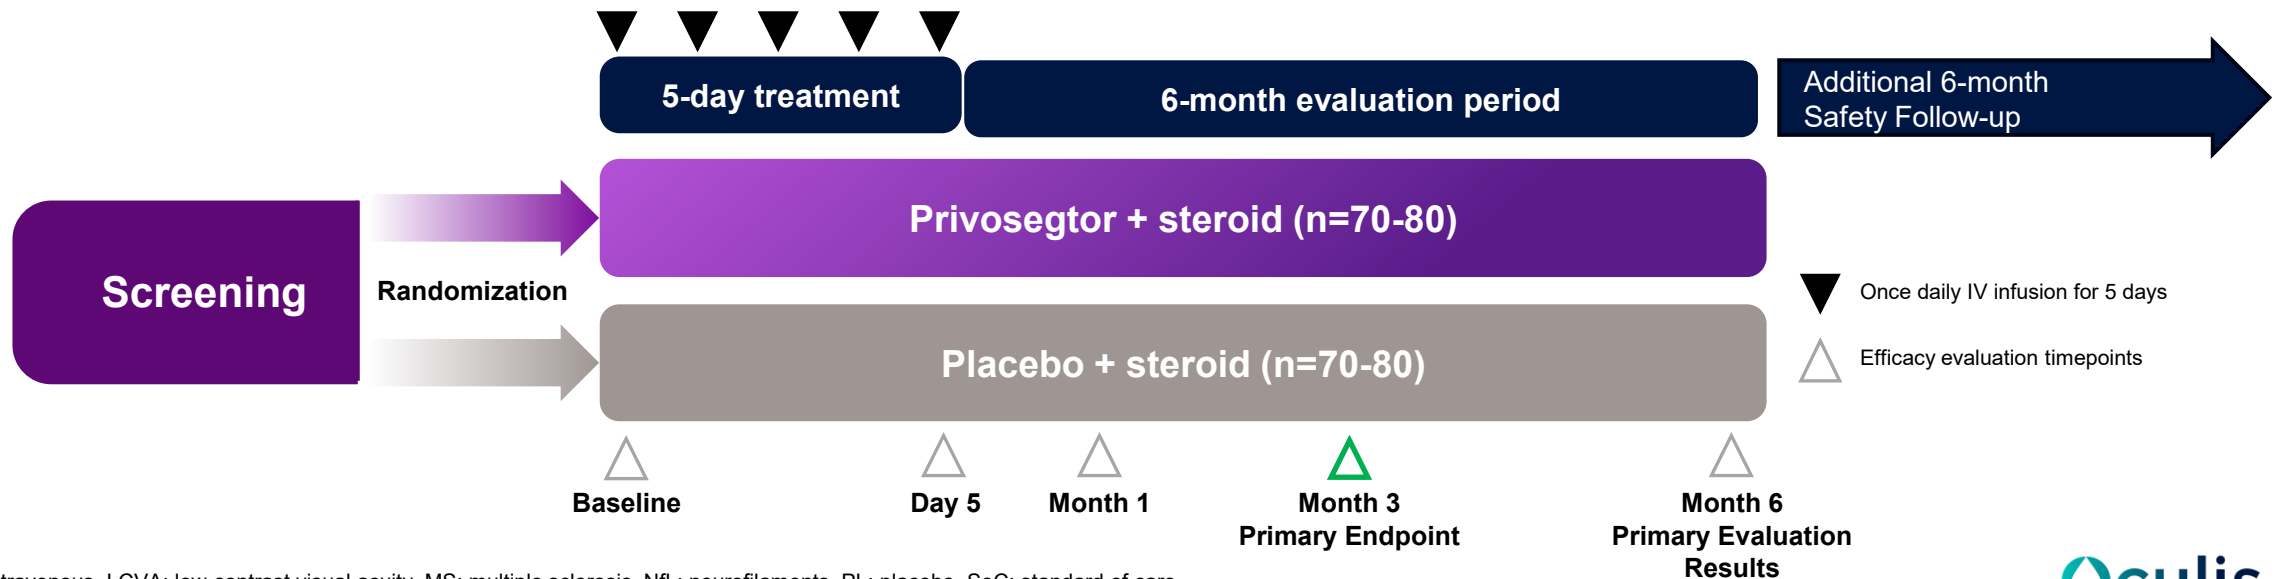 5-day treatment
6-month evaluation period
Additional 6-month
Safety Follow-up
Privosegtor + steroid (n=70-80)
Screening
Randomization
Once daily IV infusion for 5 days
Placebo + steroid (n=70-80)
Efficacy evaluation timepoints
Baseline
Day 5
Month 1
Month 3
Primary Endpoint
Month 6
Primary Evaluation
Results